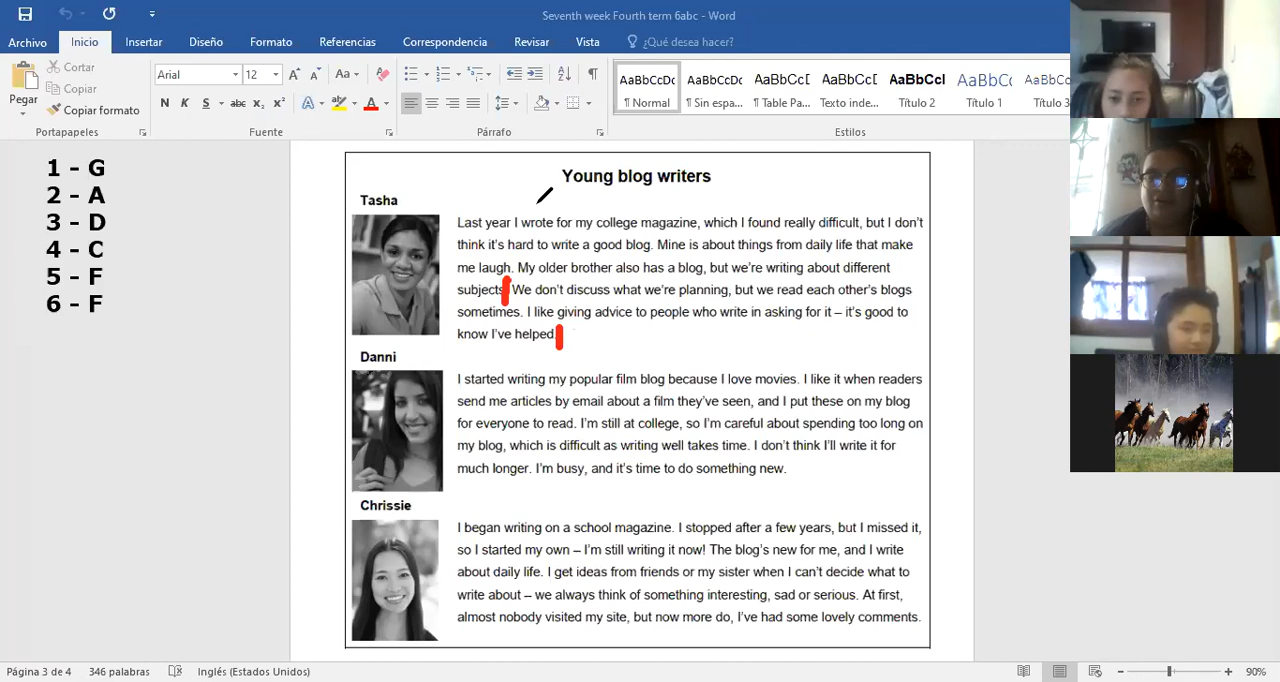 Seventh week Fourth term 6abc - Word
Archivo Inicio Insertar Diseño Formato Referencias Correspondencia Revisar Vista ¿Qué desea hacer?
Pegar
Cortar
Copiar
Copiar formato
Arial 12
N K S abc
AaBbCcDc AaBbCcDc AaBbCcD AaBbCcD AaBbCcI AaBbCcD AaBbCcD
¶ Normal ¶ Sin espa... ¶ Table Pa... Texto inde... Título 2 Título 1 Título 3
Portapapeles Fuente Párrafo Estilos
1 - G
2 - A
3 - D
4 - C
5 - F
6 - F
Young blog writers
Tasha
Last year I wrote for my college magazine, which I found really difficult, but I don't
think it's hard to write a good blog. Mine is about things from daily life that make
me laugh. My older brother also has a blog, but we're writing about different
subjects. We don't discuss what we're planning, but we read each other's blogs
sometimes. I like giving advice to people who write in asking for it – it's good to
know I've helped.
Danni
I started writing my popular film blog because I love movies. I like it when readers
send me articles by email about a film they've seen, and I put these on my blog
for everyone to read. I'm still at college, so I'm careful about spending too long on
my blog, which is difficult as writing well takes time. I don't think I'll write it for
much longer. I'm busy, and it's time to do something new.
Chrissie
I began writing on a school magazine. I stopped after a few years, but I missed it,
so I started my own – I'm still writing it now! The blog's new for me, and I write
about daily life. I get ideas from friends or my sister when I can't decide what to
write about – we always think of something interesting, sad or serious. At first,
almost nobody visited my site, but now more do, I've had some lovely comments.
Página 3 de 4 346 palabras Inglés (Estados Unidos) 90%